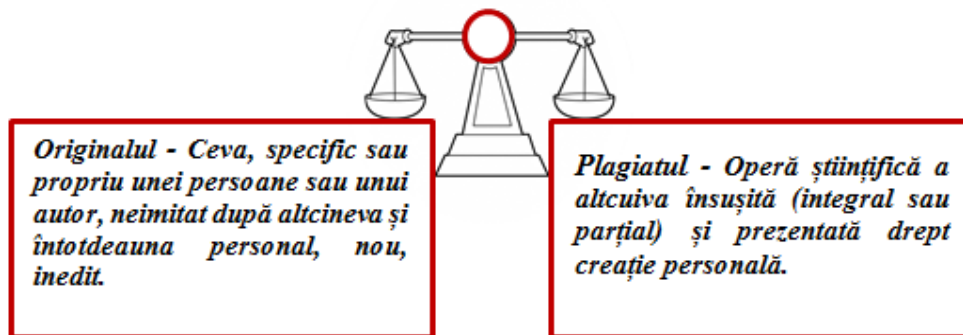 Originalul - Ceva, specific sau
propriu unei persoane sau unui
autor, neimitat după altcineva și
întotdeauna personal, nou,
inedit.
Plagiatul - Operă științifică a
altcuiva însușită (integral sau
parțial) și prezentată drept
creație personală.